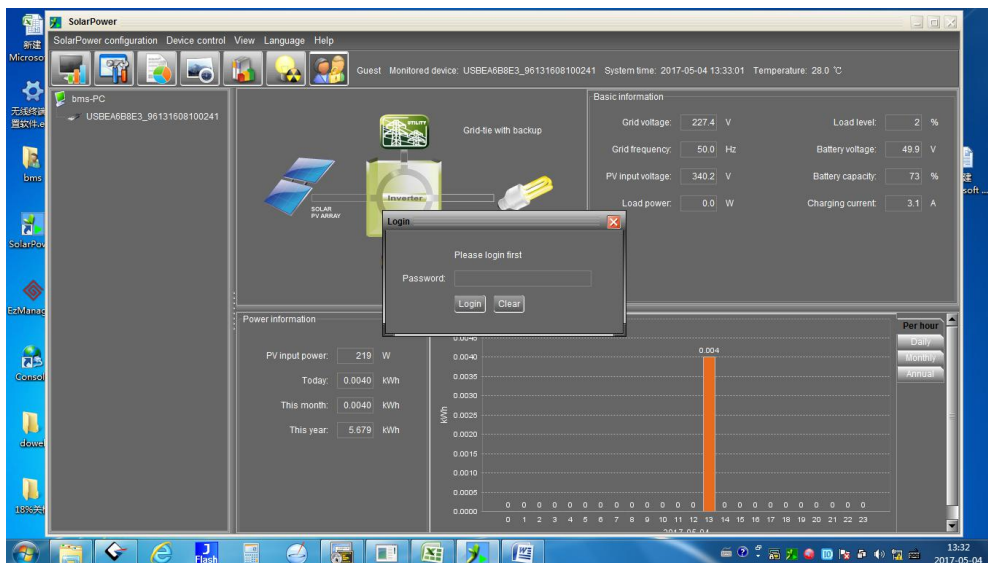 SolarPower
SolarPower configuration Device control View Language Help
Guest Monitored device: USBEA6B8E3_96131608100241 System time: 2017-05-04 13:33:01 Temperature: 28.0 ℃
新建
Microso
无线终端
置软件.e
bms
SolarPov
EzManag
Consol
dowel
bms-PC
USBEA6B8E3_96131608100241
UTILITY
Grid-tie with backup
SOLAR
PV ARRAY
Inverter
Basic information
Grid voltage: 227.4 V Load level: 2 %
Grid frequency: 50.0 Hz Battery voltage: 49.9 V
PV input voltage: 340.2 V Battery capacity: 73 %
Load power: 0.0 W Charging current: 3.1 A
建
soft ...
Login
Please login first
Password:
Login Clear
Power information
PV input power: 219 W
Today: 0.0040 kWh
This month: 0.0040 kWh
This year: 5.679 kWh
Per hour
Daily
Monthly
Annual
kWh
0.0045
0.0040
0.0035
0.0030
0.0025
0.0020
0.0015
0.0010
0.0005
0.0000
0.004
0 0 0 0 0 0 0 0 0 0 0 0 0 0 0 0 0 0 0 0 0 0 0
0 1 2 3 4 5 6 7 8 9 10 11 12 13 14 15 16 17 18 19 20 21 22 23
2017-05-04
J
Flash
13:32
2017-05-04